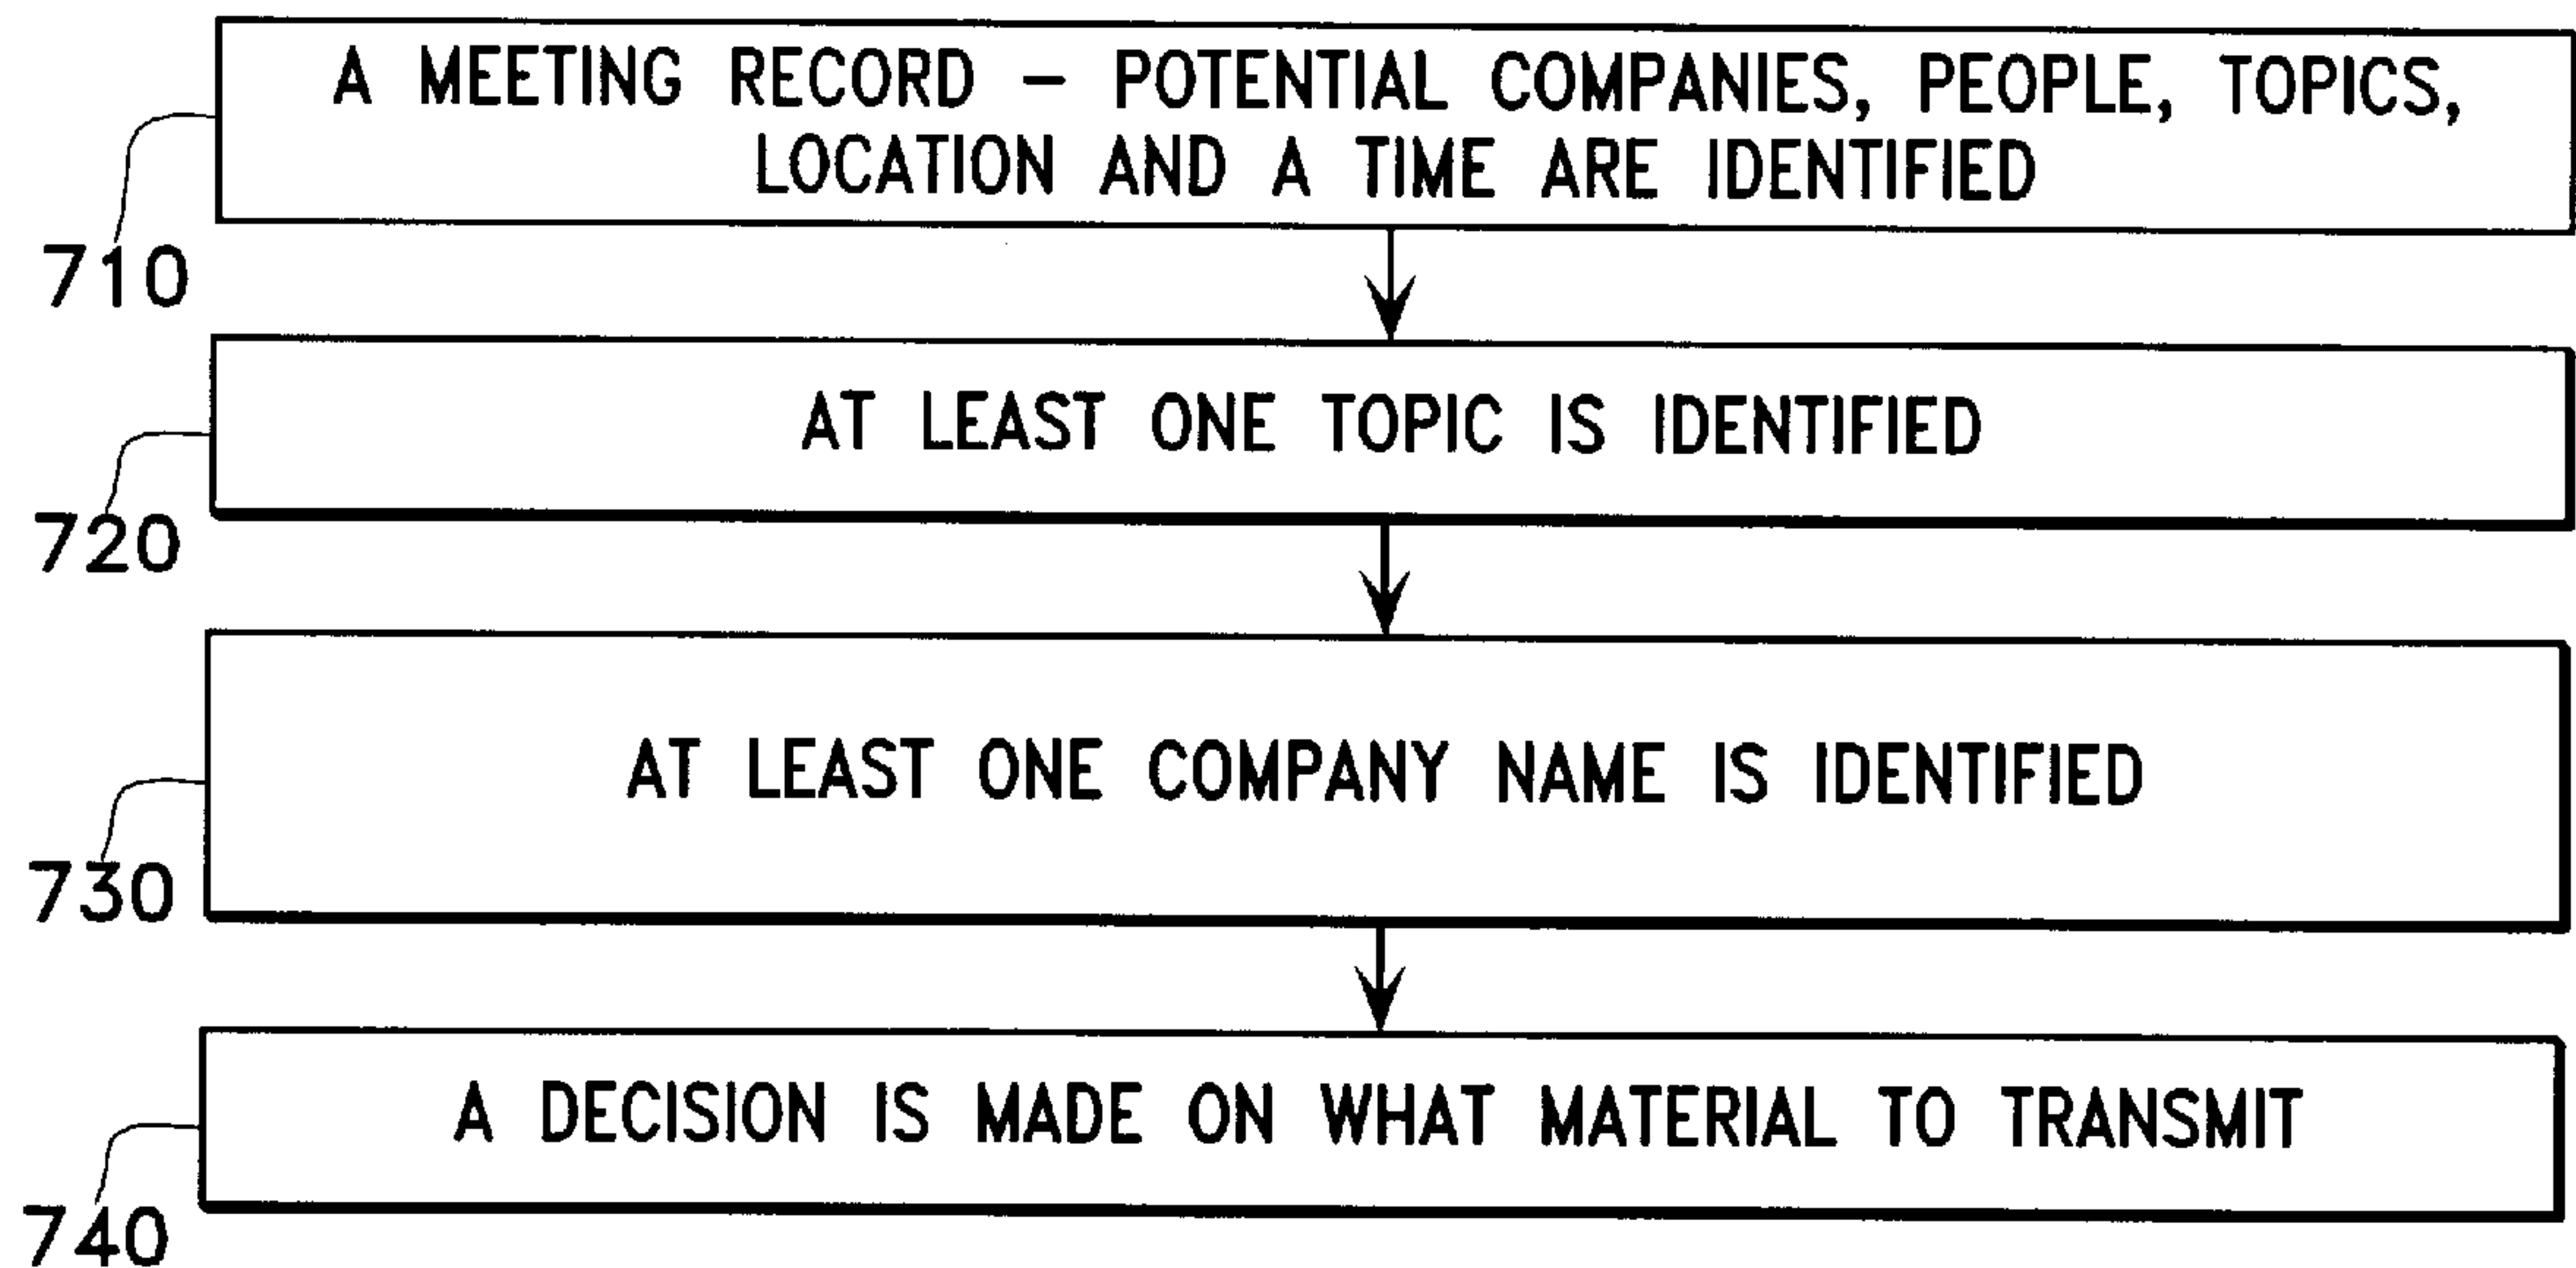 A MEETING RECORD – POTENTIAL COMPANIES, PEOPLE, TOPICS,
LOCATION AND A TIME ARE IDENTIFIED
710
AT LEAST ONE TOPIC IS IDENTIFIED
720
AT LEAST ONE COMPANY NAME IS IDENTIFIED
730
A DECISION IS MADE ON WHAT MATERIAL TO TRANSMIT
740